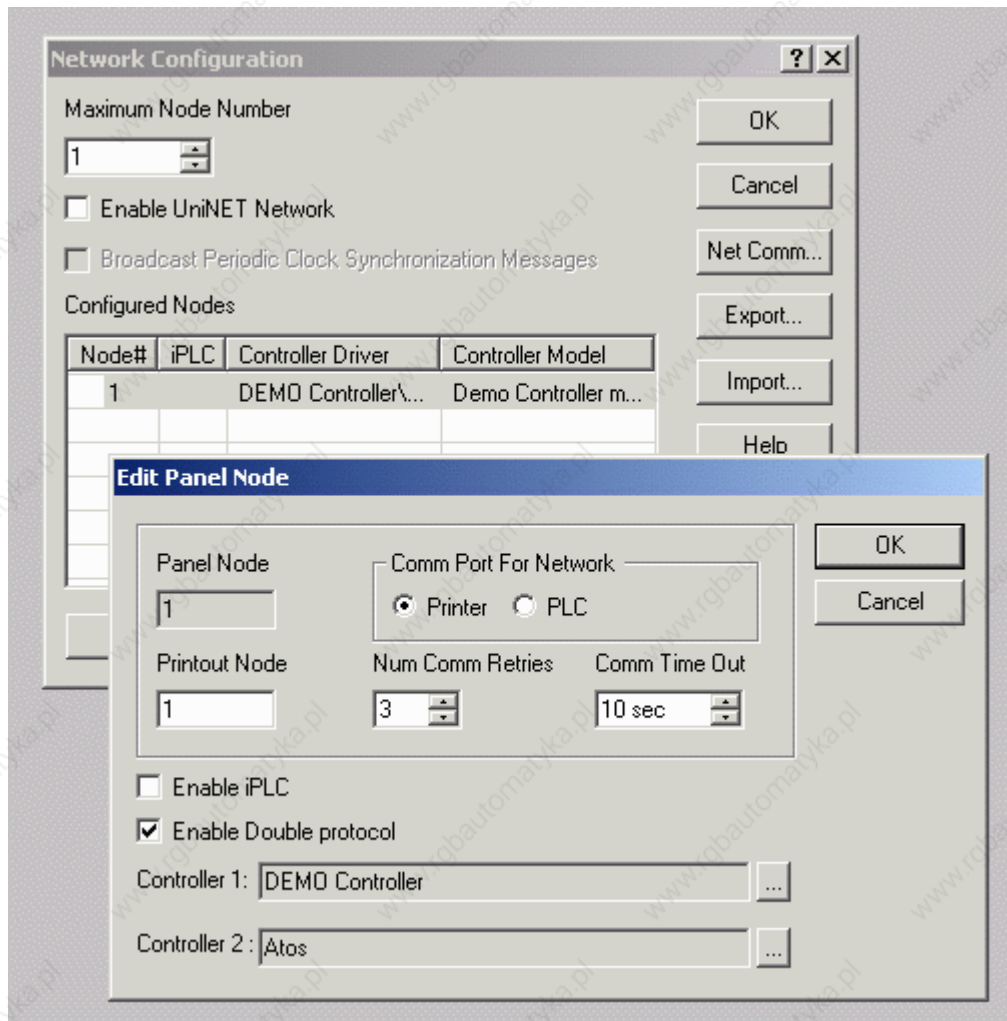 Network Configuration
Maximum Node Number
1
OK
Cancel
Enable UniNET Network
Broadcast Periodic Clock Synchronization Messages
Net Comm...
Configured Nodes
Export...
Node# iPLC Controller Driver Controller Model
1 DEMO Controller\... Demo Controller m...
Import...
Help
Edit Panel Node
Panel Node
1
Comm Port For Network
Printer PLC
OK
Cancel
Printout Node Num Comm Retries Comm Time Out
1 3 10 sec
Enable iPLC
Enable Double protocol
Controller 1: DEMO Controller ...
Controller 2 : Atos ...
www.rgbautomatyka.pl